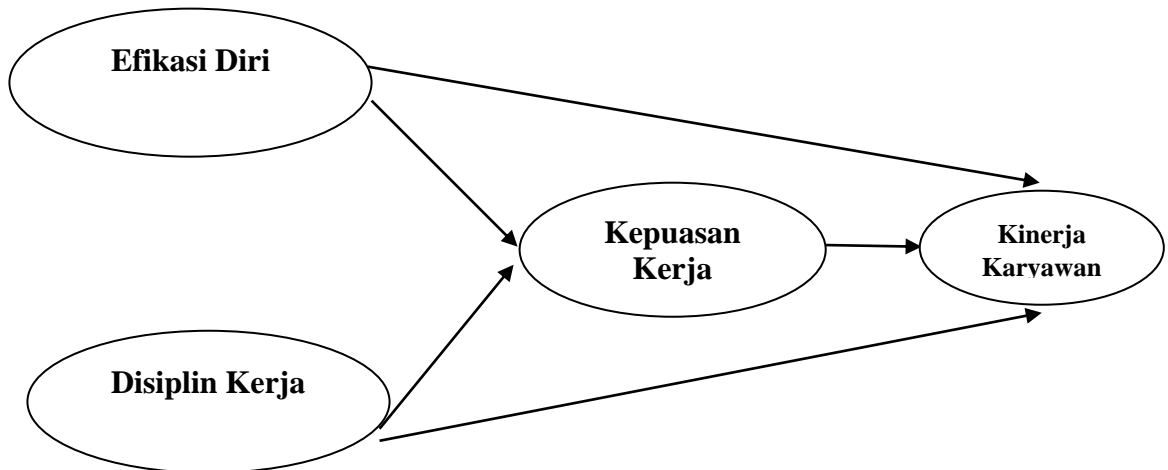 Efikasi Diri
Kepuasan
Kerja
Kinerja
Karyawan
Disiplin Kerja